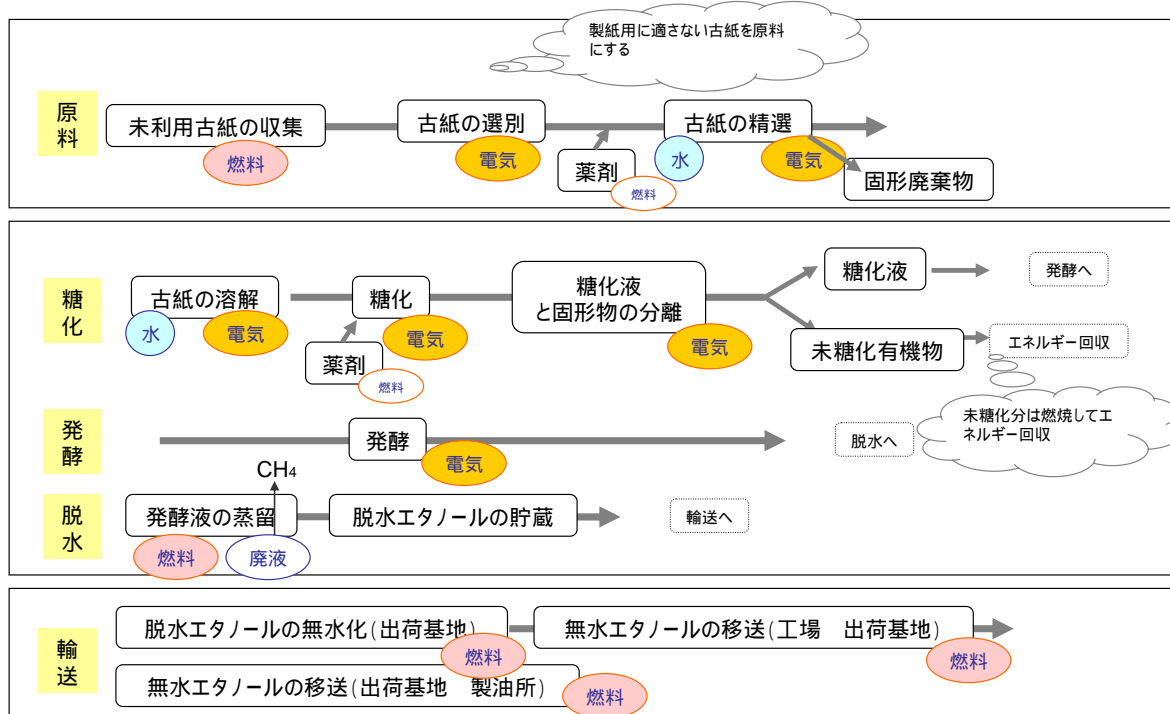 製紙用に適さない古紙を原料
にする
原
料
未利用古紙の収集
燃料
古紙の選別
電気
薬剤
燃料
古紙の精選
水
電気
固形廃棄物
糖
化
古紙の溶解
水
電気
糖化
電気
薬剤
燃料
糖化液
と固形物の分離
電気
糖化液
発酵へ
未糖化有機物
エネルギー回収
未糖化分は燃焼してエ
ネルギー回収
発
酵
発酵
電気
脱水へ
脱
水
CH4
発酵液の蒸留
燃料
廃液
脱水エタノールの貯蔵
輸送へ
輸
送
脱水エタノールの無水化(出荷基地)
燃料
無水エタノールの移送(工場　出荷基地)
燃料
無水エタノールの移送(出荷基地　製油所)
燃料